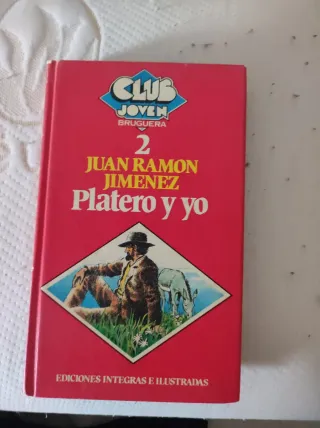 CLUB
JOVEN
BRUGUERA
2
JUAN RAMON
JIMENEZ
Platero y yo
EDICIONES INTEGRAS E ILUSTRADAS